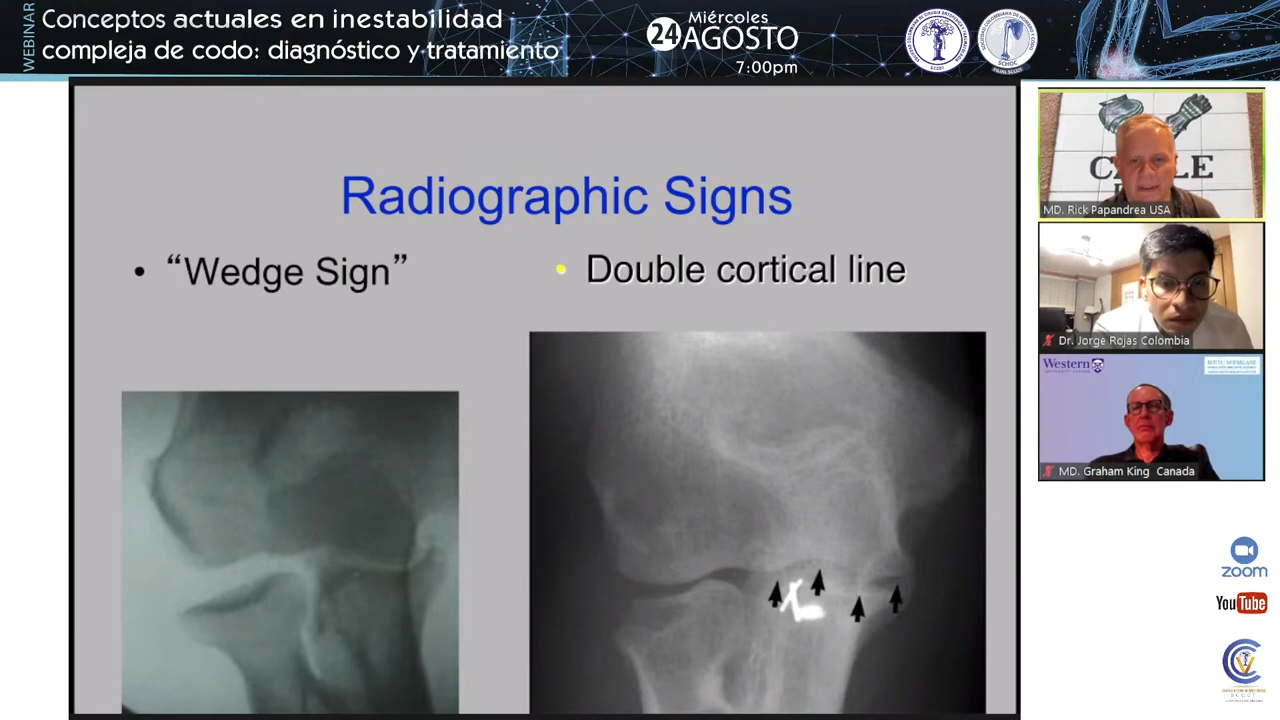 WEBINAR
Conceptos actuales en inestabilidad
compleja de codo: diagnóstico y tratamiento
Miércoles
24 AGOSTO
7:00pm
SCHOC
Radiographic Signs
• “Wedge Sign”
• Double cortical line
MD. Rick Papandrea USA
Dr. Jorge Rojas Colombia
Western
MD. Graham King Canada
zoom
YouTube